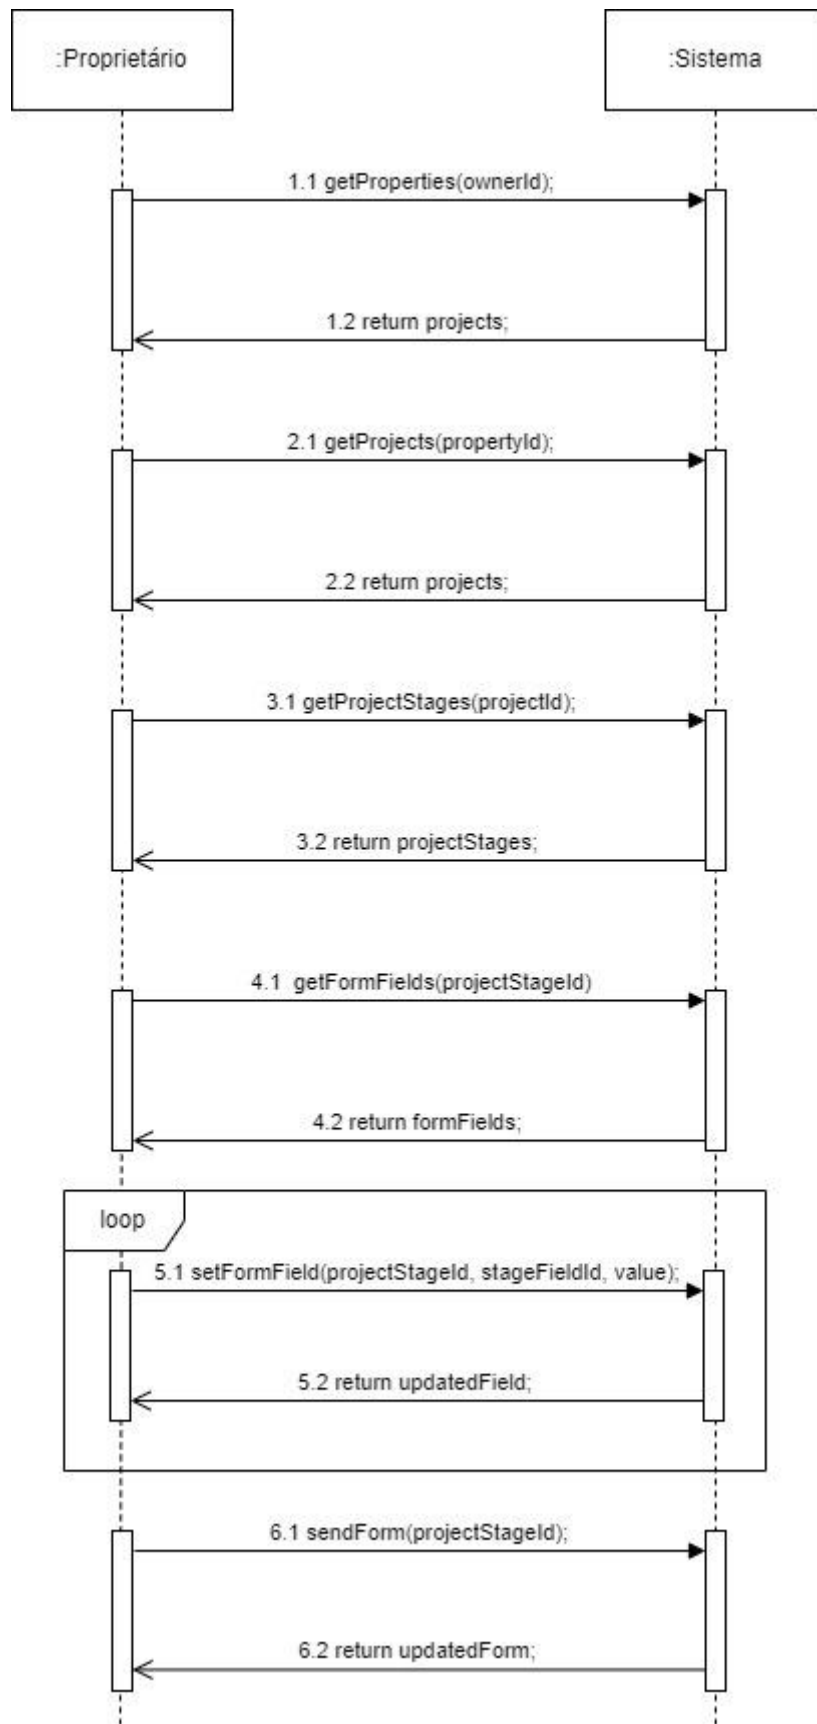 :Proprietário
:Sistema
1.1 getProperties(ownerId);
1.2 return projects;
2.1 getProjects(propertyId);
2.2 return projects;
3.1 getProjectStages(projectId);
3.2 return projectStages;
4.1 getFormFields(projectStageId)
4.2 return formFields;
loop
5.1 setFormField(projectStageId, stageFieldId, value);
5.2 return updatedField;
6.1 sendForm(projectStageId);
6.2 return updatedForm;